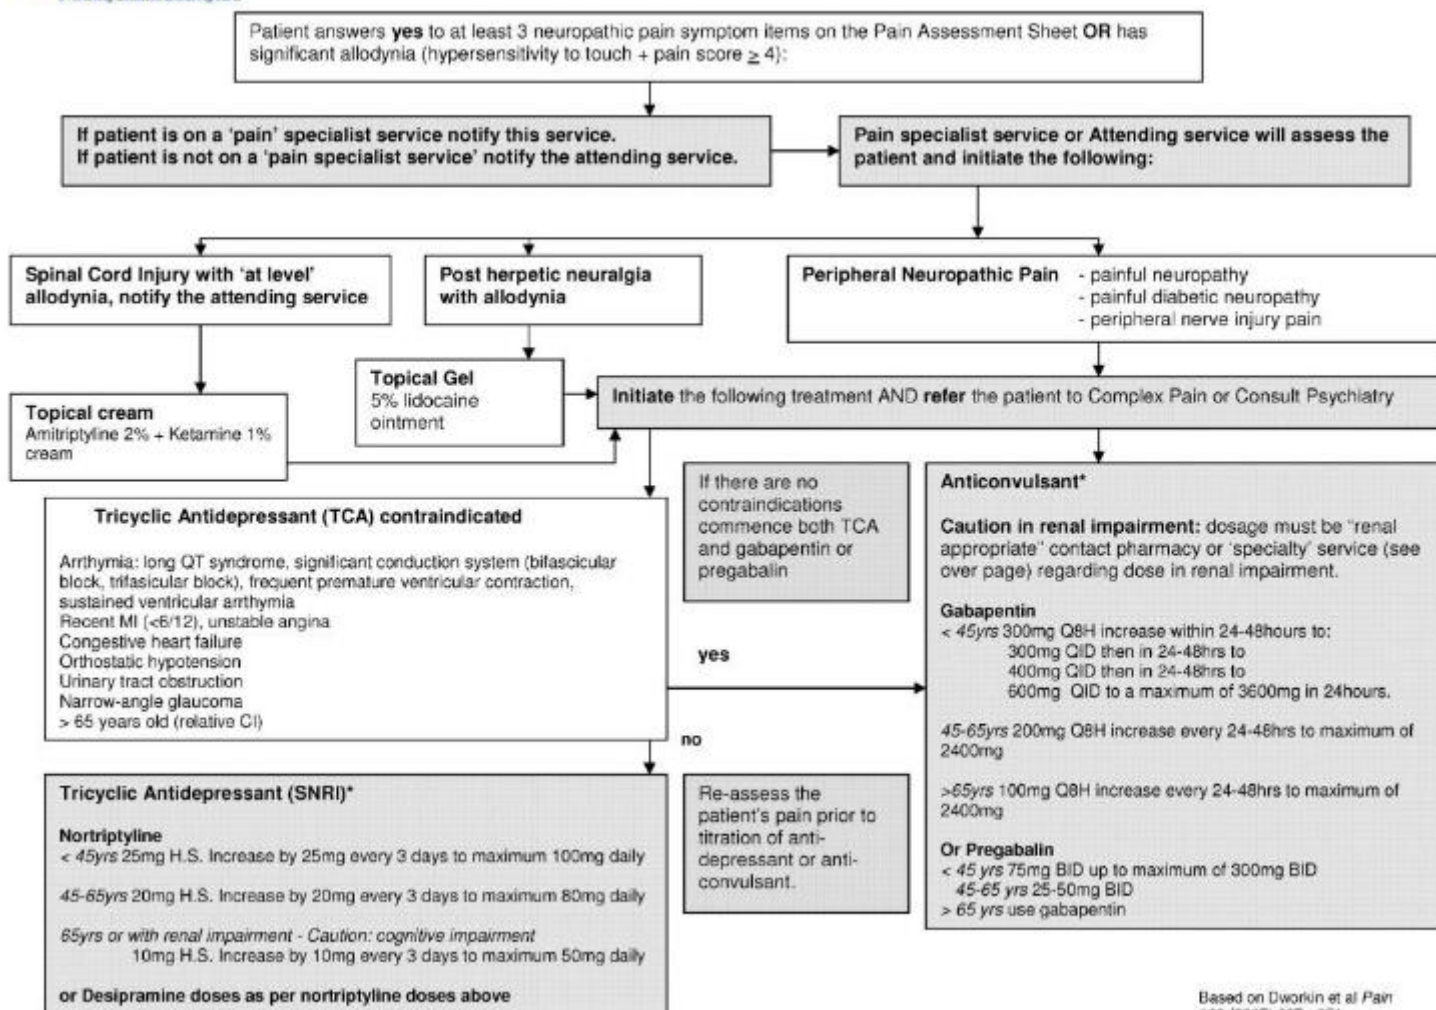 Patient answers yes to at least 3 neuropathic pain symptom items on the Pain Assessment Sheet OR has
significant allodynia (hypersensitivity to touch + pain score ≥ 4):
If patient is on a 'pain' specialist service notify this service.
If patient is not on a 'pain specialist service' notify the attending service.
Pain specialist service or Attending service will assess the
patient and initiate the following:
Spinal Cord Injury with 'at level'
allodynia, notify the attending service
Post herpetic neuralgia
with allodynia
Peripheral Neuropathic Pain - painful neuropathy
- painful diabetic neuropathy
- peripheral nerve injury pain
Topical cream
Amitriptyline 2% + Ketamine 1%
cream
Topical Gel
5% lidocaine
ointment
Initiate the following treatment AND refer the patient to Complex Pain or Consult Psychiatry
Tricyclic Antidepressant (TCA) contraindicated
Arrythmia: long QT syndrome, significant conduction system (bifascicular
block, trifasicular block), frequent premature ventricular contraction,
sustained ventricular arrthymia
Recent MI (<6/12), unstable angina
Congestive heart failure
Orthostatic hypotension
Urinary tract obstruction
Narrow-angle glaucoma
> 65 years old (relative CI)
If there are no
contraindications
commence both TCA
and gabapentin or
pregabalin
yes
no
Anticonvulsant*
Caution in renal impairment: dosage must be "renal
appropriate" contact pharmacy or 'specialty' service (see
over page) regarding dose in renal impairment.
Gabapentin
< 45yrs 300mg Q8H increase within 24-48hours to:
300mg QID then in 24-48hrs to
400mg QID then in 24-48hrs to
600mg QID to a maximum of 3600mg in 24hours.
45-65yrs 200mg Q8H increase every 24-48hrs to maximum of
2400mg
>65yrs 100mg Q8H increase every 24-48hrs to maximum of
2400mg
Or Pregabalin
< 45 yrs 75mg BID up to maximum of 300mg BID
45-65 yrs 25-50mg BID
> 65 yrs use gabapentin
Tricyclic Antidepressant (SNRI)*
Nortriptyline
< 45yrs 25mg H.S. Increase by 25mg every 3 days to maximum 100mg daily
45-65yrs 20mg H.S. Increase by 20mg every 3 days to maximum 80mg daily
65yrs or with renal impairment - Caution: cognitive impairment
10mg H.S. Increase by 10mg every 3 days to maximum 50mg daily
or Desipramine doses as per nortriptyline doses above
Re-assess the
patient's pain prior to
titration of anti-
depressant or anti-
convulsant.
Based on Dworkin et al Pain